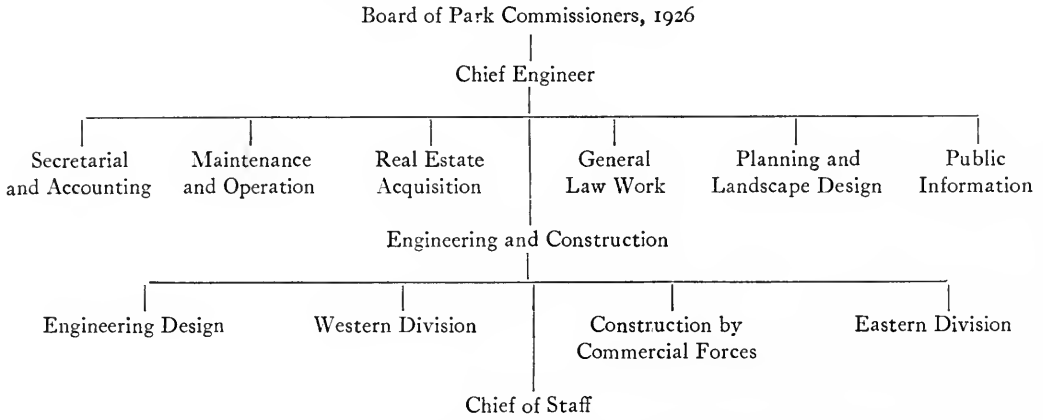 Board of Park Commissioners, 1926
Chief Engineer
Secretarial
and Accounting
Maintenance
and Operation
Real Estate
Acquisition
General
Law Work
Planning and
Landscape Design
Public
Information
Engineering and Construction
Engineering Design
Western Division
Construction by
Commercial Forces
Eastern Division
Chief of Staff